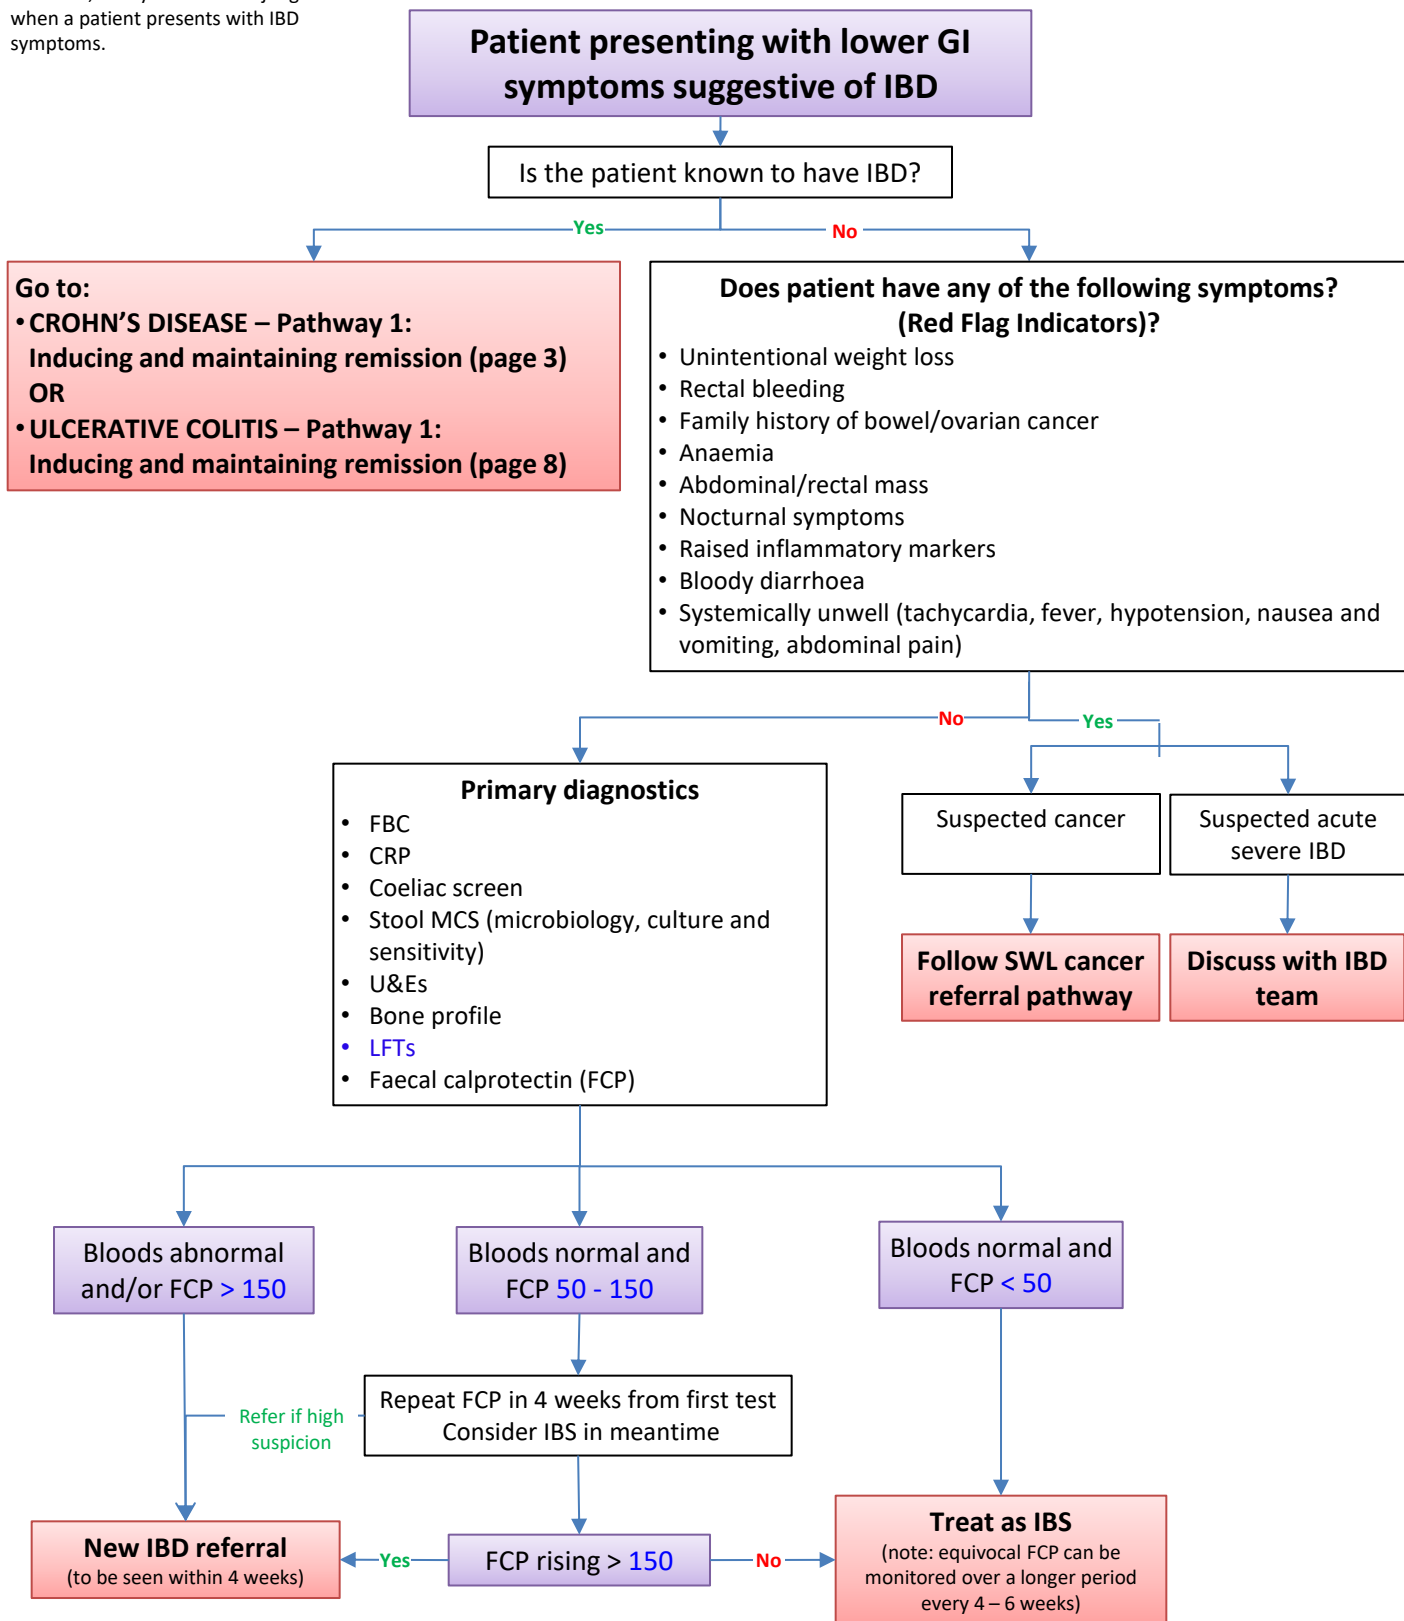 when a patient presents with IBD
symptoms.
Patient presenting with lower GI
symptoms suggestive of IBD
Is the patient known to have IBD?
Yes
No
Go to:
• CROHN'S DISEASE – Pathway 1:
Inducing and maintaining remission (page 3)
OR
• ULCERATIVE COLITIS – Pathway 1:
Inducing and maintaining remission (page 8)
Does patient have any of the following symptoms?
(Red Flag Indicators)?
• Unintentional weight loss
• Rectal bleeding
• Family history of bowel/ovarian cancer
• Anaemia
• Abdominal/rectal mass
• Nocturnal symptoms
• Raised inflammatory markers
• Bloody diarrhoea
• Systemically unwell (tachycardia, fever, hypotension, nausea and
vomiting, abdominal pain)
No
Yes
Primary diagnostics
• FBC
• CRP
• Coeliac screen
• Stool MCS (microbiology, culture and
sensitivity)
• U&Es
• Bone profile
• LFTs
• Faecal calprotectin (FCP)
Suspected cancer
Suspected acute
severe IBD
Follow SWL cancer
referral pathway
Discuss with IBD
team
Bloods abnormal
and/or FCP > 150
Bloods normal and
FCP 50 - 150
Bloods normal and
FCP < 50
Repeat FCP in 4 weeks from first test
Consider IBS in meantime
Refer if high
suspicion
New IBD referral
(to be seen within 4 weeks)
Yes
FCP rising > 150
No
Treat as IBS
(note: equivocal FCP can be
monitored over a longer period
every 4 – 6 weeks)